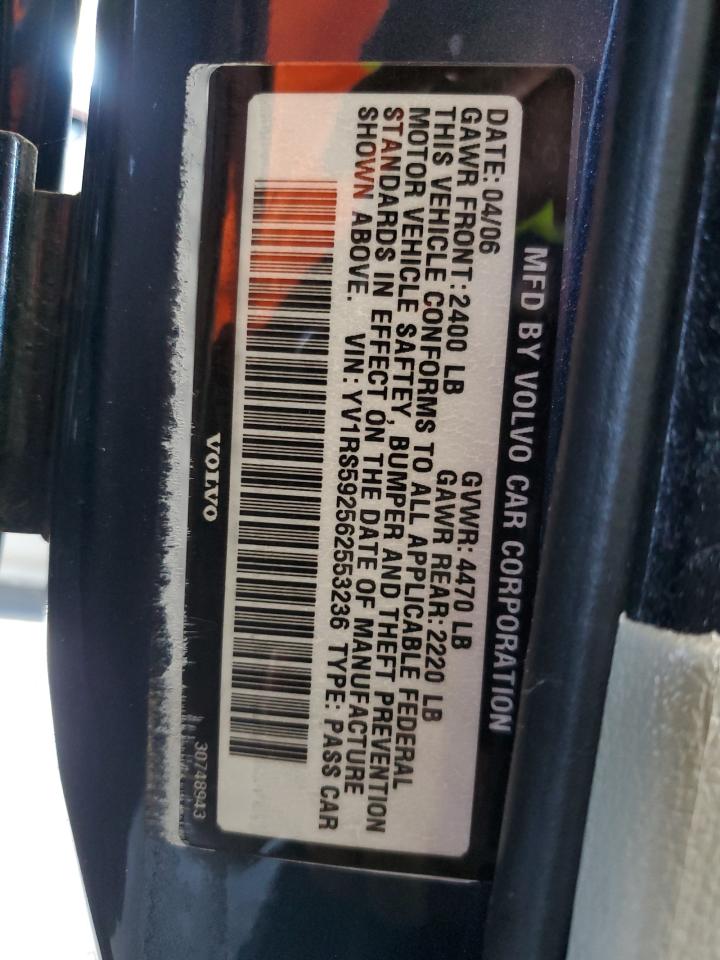 MFD BY VOLVO CAR CORPORATION
DATE: 04/06 GVWR: 4470 LB
GAWR FRONT: 2400 LB GAWR REAR: 2220 LB
THIS VEHICLE CONFORMS TO ALL APPLICABLE FEDERAL
MOTOR VEHICLE SAFTEY, BUMPER AND THEFT PREVENTION
STANDARDS IN EFFECT ON THE DATE OF MANUFACTURE
SHOWN ABOVE. VIN: YV1RS592562553236 TYPE: PASS CAR
VOLVO
30748943